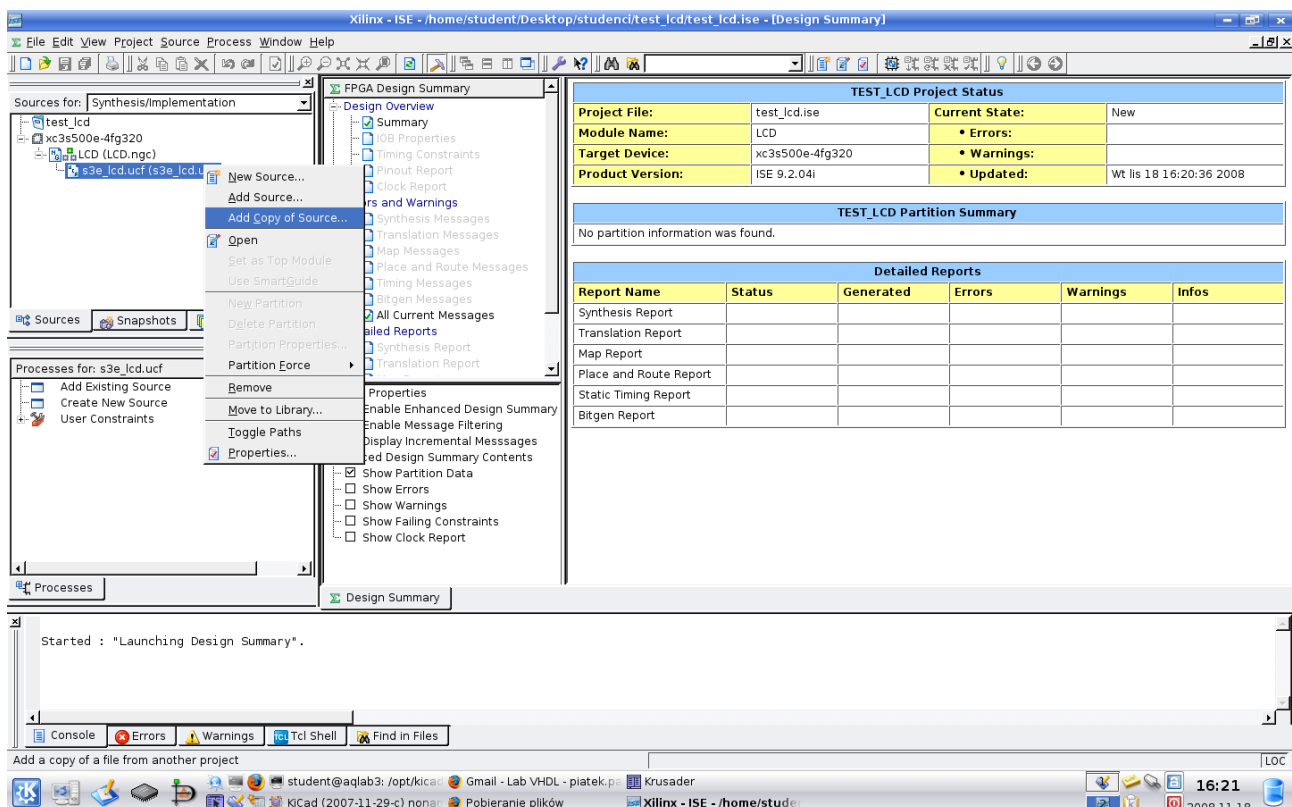 Xilinx - ISE - /home/student/Desktop/studenci/test_lcd/test_lcd.ise - [Design Summary]
File Edit View Project Source Process Window Help
Sources for: Synthesis/Implementation
test_lcd
xc3s500e-4fg320
LCD (LCD.ngc)
s3e_lcd.ucf (s3e_lcd.u
Sources Snapshots
New Source...
Add Source...
Add Copy of Source...
Open
Set as Top Module
Use SmartGuide
New Partition
Delete Partition
Partition Properties...
Partition Force
Remove
Move to Library...
Toggle Paths
Properties...
Processes for: s3e_lcd.ucf
Add Existing Source
Create New Source
User Constraints
Processes
FPGA Design Summary
Design Overview
Summary
IOB Properties
Timing Constraints
Pinout Report
Clock Report
rs and Warnings
Synthesis Messages
Translation Messages
Map Messages
Place and Route Messages
Timing Messages
Bitgen Messages
All Current Messages
ailed Reports
Synthesis Report
Translation Report
Properties
Enable Enhanced Design Summary
Enable Message Filtering
Display Incremental Messsages
ced Design Summary Contents
Show Partition Data
Show Errors
Show Warnings
Show Failing Constraints
Show Clock Report
Design Summary
TEST_LCD Project Status
Project File: test_lcd.ise Current State: New
Module Name: LCD • Errors:
Target Device: xc3s500e-4fg320 • Warnings:
Product Version: ISE 9.2.04i • Updated: Wt lis 18 16:20:36 2008
TEST_LCD Partition Summary
No partition information was found.
Detailed Reports
Report Name Status Generated Errors Warnings Infos
Synthesis Report
Translation Report
Map Report
Place and Route Report
Static Timing Report
Bitgen Report
Started : "Launching Design Summary".
Console Errors Warnings Tcl Shell Find in Files
Add a copy of a file from another project
LOC
student@aqlab3: /opt/kicad Gmail - Lab VHDL - piatek.pa Krusader
16:21
KiCad (2007-11-29-c) nonan Pobieranie plików Xilinx - ISE - /home/stude
2008-11-18